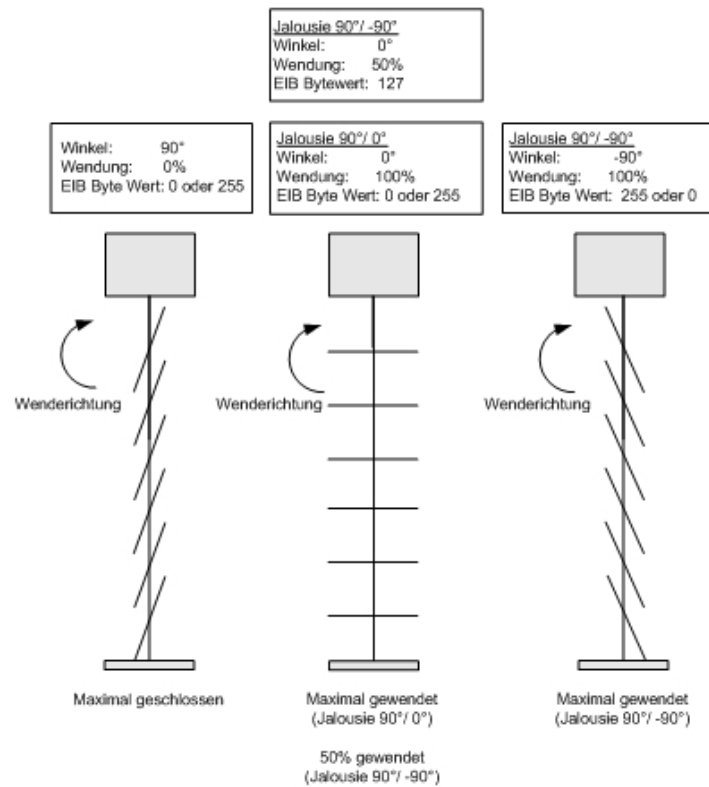 Jalousie 90°/ -90°
Winkel: 0°
Wendung: 50%
EIB Bytewert: 127
Winkel: 90°
Wendung: 0%
EIB Byte Wert: 0 oder 255
Jalousie 90°/ 0°
Winkel: 0°
Wendung: 100%
EIB Byte Wert: 0 oder 255
Jalousie 90°/ -90°
Winkel: -90°
Wendung: 100%
EIB Byte Wert: 255 oder 0
Wenderichtung
Wenderichtung
Wenderichtung
Maximal geschlossen
Maximal gewendet
(Jalousie 90°/ 0°)
50% gewendet
(Jalousie 90°/ -90°)
Maximal gewendet
(Jalousie 90°/ -90°)